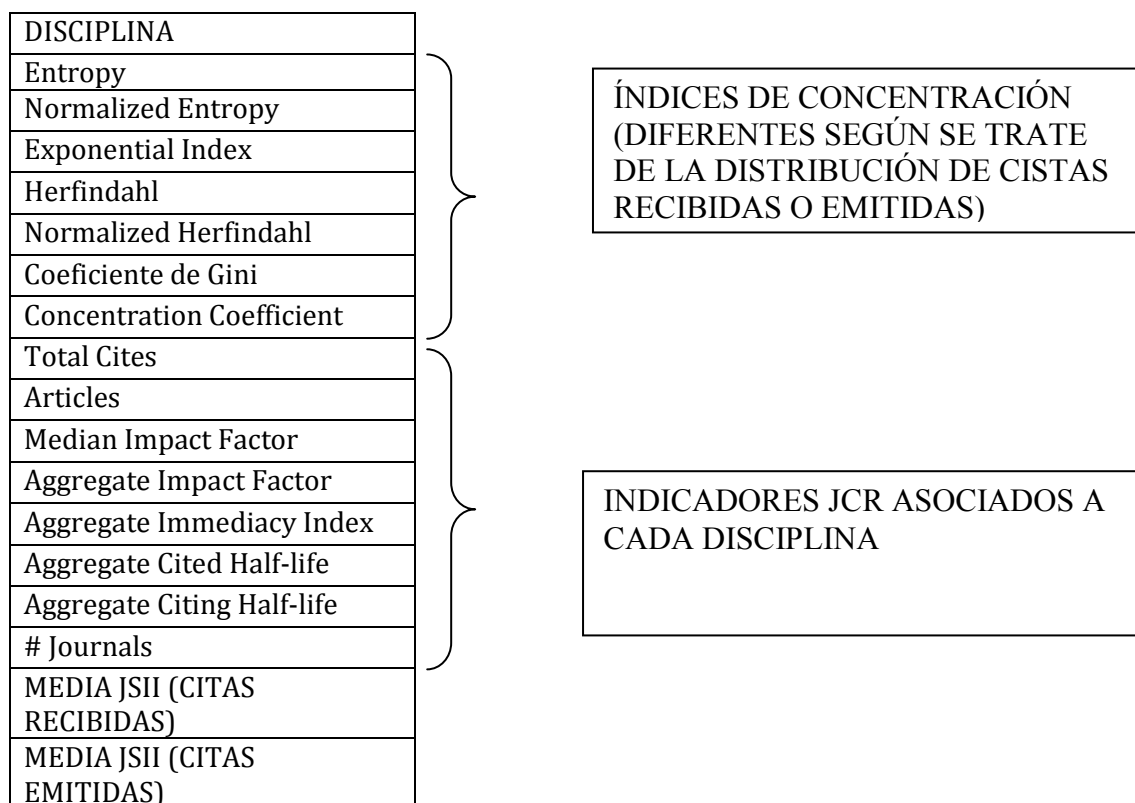 DISCIPLINA
Entropy
Normalized Entropy
Exponential Index
Herfindahl
Normalized Herfindahl
Coeficiente de Gini
Concentration Coefficient
Total Cites
Articles
Median Impact Factor
Aggregate Impact Factor
Aggregate Immediacy Index
Aggregate Cited Half-life
Aggregate Citing Half-life
# Journals
MEDIA JSII (CITAS
RECIBIDAS)
MEDIA JSII (CITAS
EMITIDAS)
ÍNDICES DE CONCENTRACIÓN
(DIFERENTES SEGÚN SE TRATE
DE LA DISTRIBUCIÓN DE CISTAS
RECIBIDAS O EMITIDAS)
INDICADORES JCR ASOCIADOS A
CADA DISCIPLINA